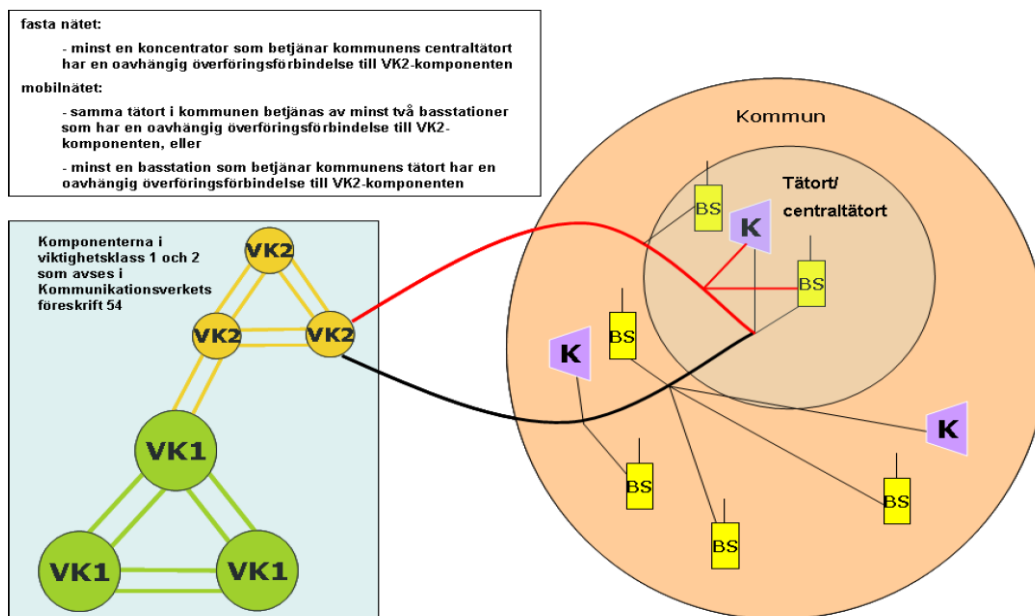 fasta nätet:
- minst en koncentrator som betjänar kommunens centraltätort
har en oavhängig överföringsförbindelse till VK2-komponenten
mobilnätet:
- samma tätort i kommunen betjänas av minst två basstationer
som har en oavhängig överföringsförbindelse till VK2-
komponenten, eller
- minst en basstation som betjänar kommunens tätort har en
oavhängig överföringsförbindelse till VK2-komponenten
Komponenterna i
viktighetsklass 1 och 2
som avses i
Kommunikationsverkets
föreskrift 54
VK2
VK2
VK2
VK1
VK1
VK1
Kommun
Tätort/
centraltätort
BS
K
BS
BS
K
K
BS
BS
BS